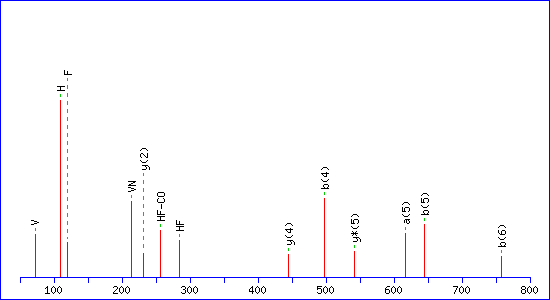 F
H
y(2)
VN
b(4)
HF-CO
b(5)
a(5)
V
HF
y*(5)
y(4)
b(6)
100 200 300 400 500 600 700 800